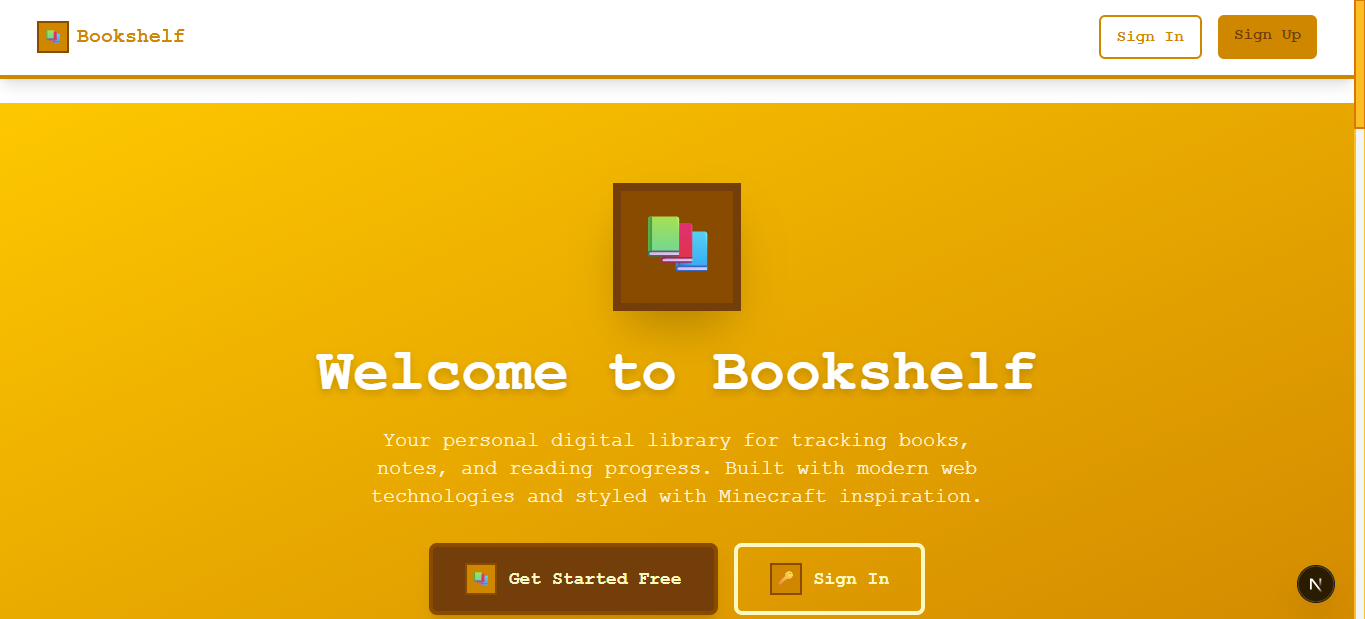 Bookshelf
Sign In
Sign Up
Welcome to Bookshelf
Your personal digital library for tracking books,
notes, and reading progress. Built with modern web
technologies and styled with Minecraft inspiration.
Get Started Free
Sign In
N